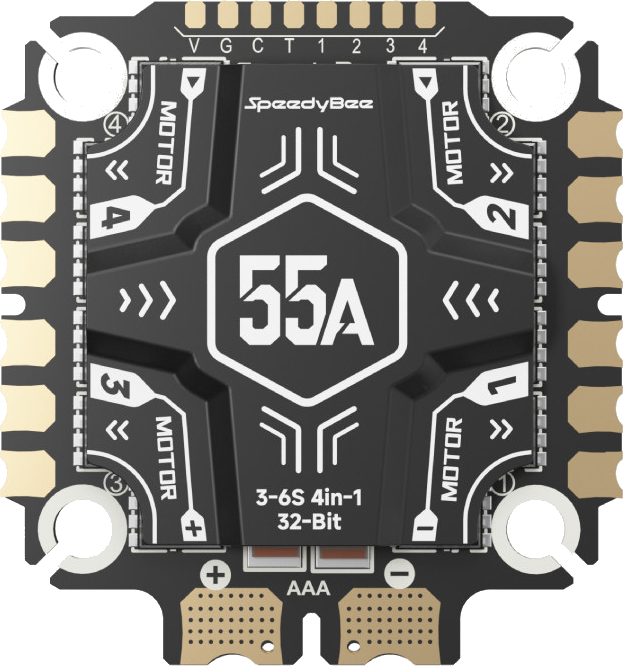 V G C T 1 2 3 4
SpeedyBee
④ MOTOR 4
② MOTOR 2
55A
③ MOTOR 3
① MOTOR 1
3-6S 4in-1
32-Bit
+ AAA −